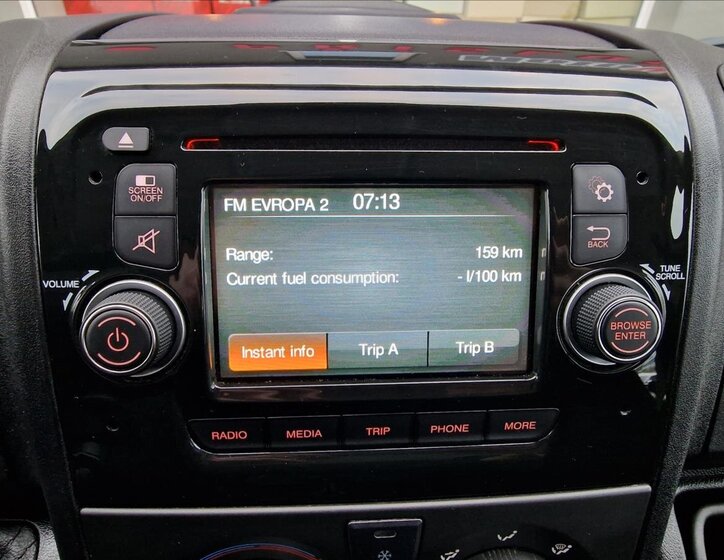 SCREEN
ON/OFF
FM EVROPA 2 07:13
BACK
Range: 159 km
Current fuel consumption: - l/100 km
VOLUME
TUNE
SCROLL
BROWSE
ENTER
Instant info Trip A Trip B
RADIO MEDIA TRIP PHONE MORE